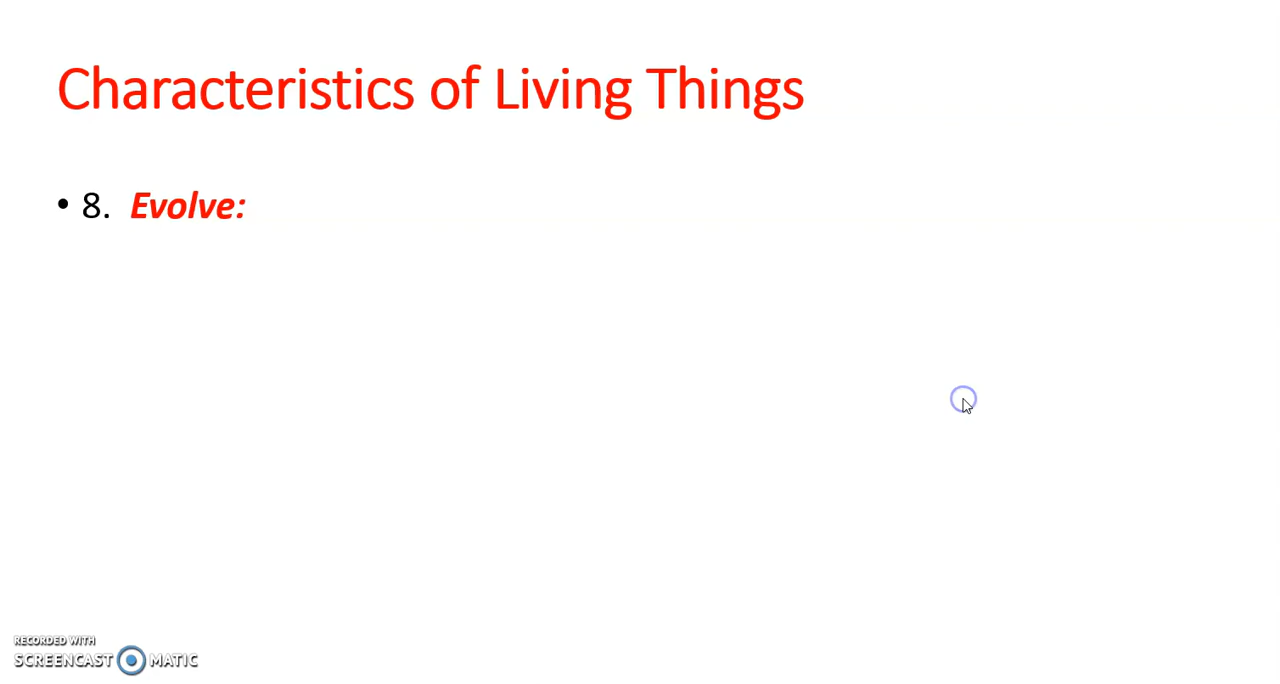 Characteristics of Living Things
• 8. Evolve:
RECORDED WITH
SCREENCAST MATIC